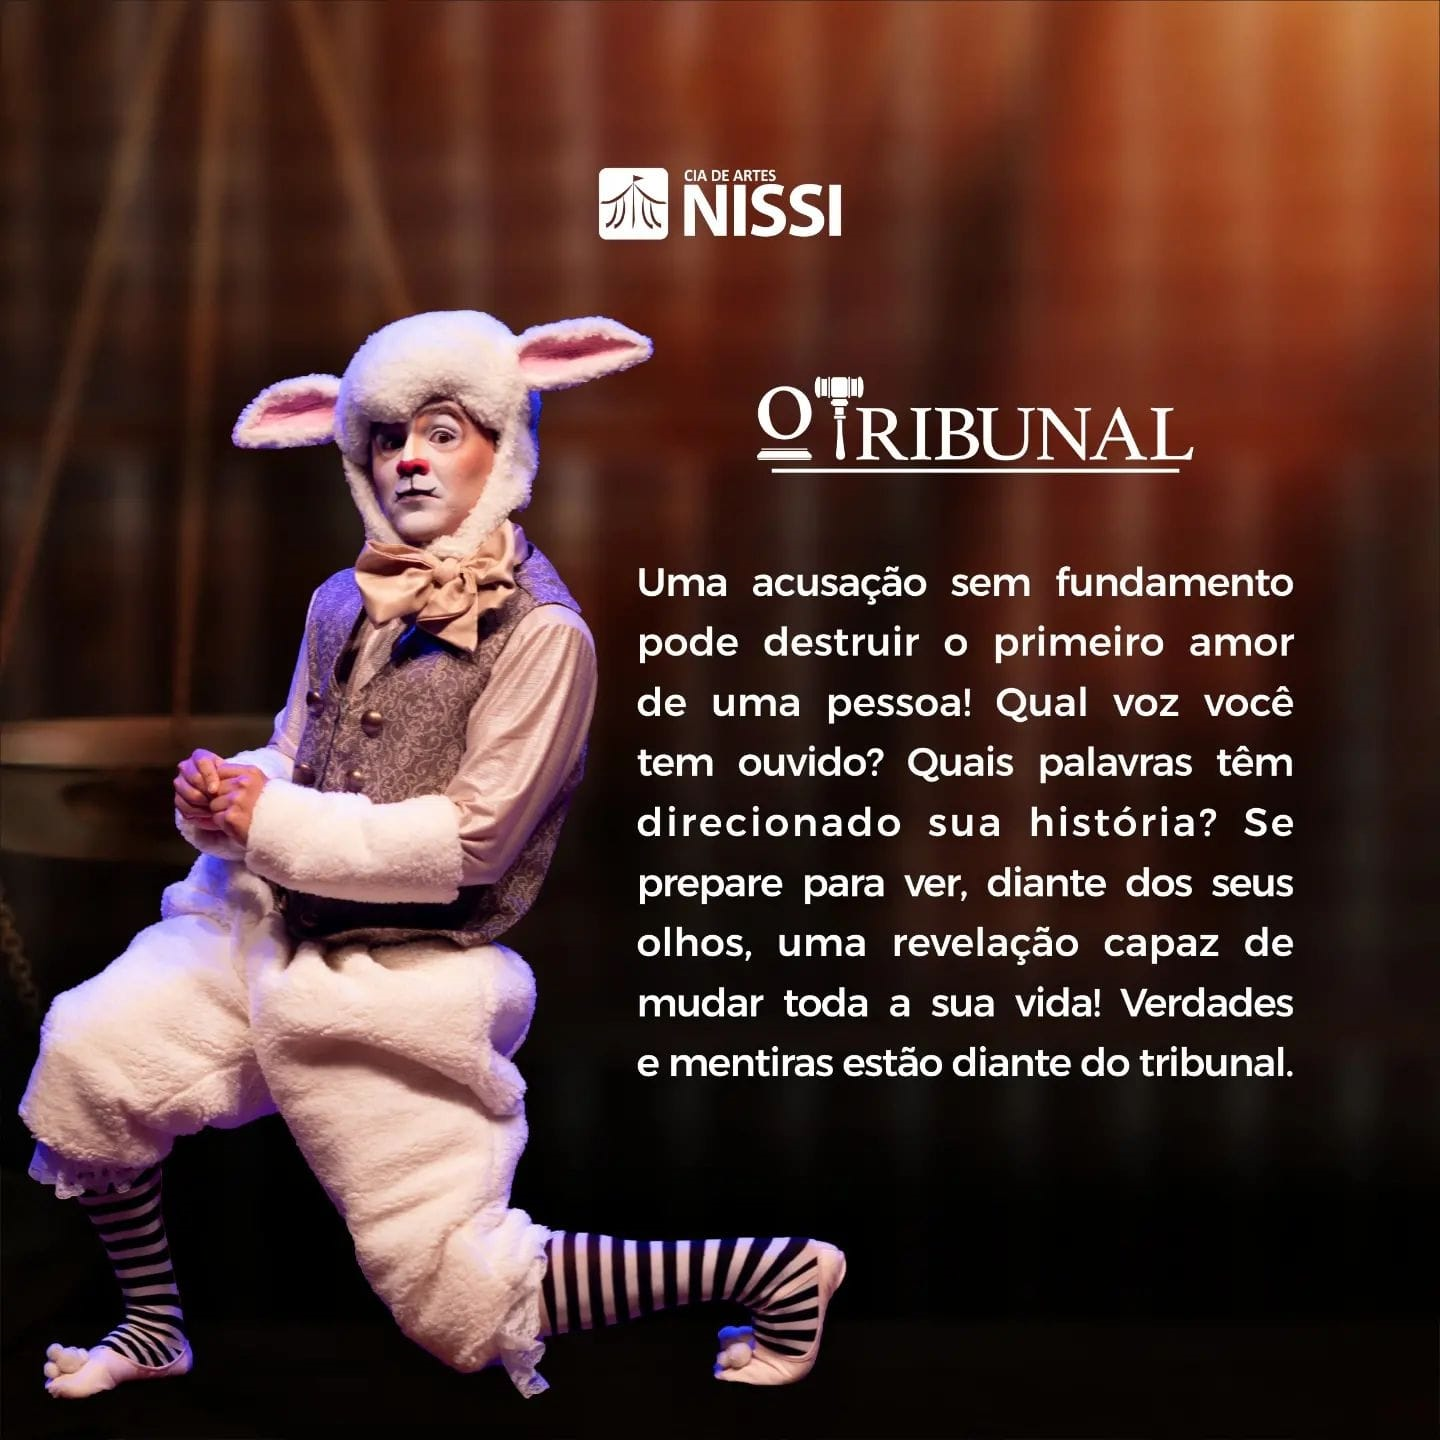 CIA DE ARTES
NISSI
O TRIBUNAL
Uma acusação sem fundamento
pode destruir o primeiro amor
de uma pessoa! Qual voz você
tem ouvido? Quais palavras têm
direcionado sua história? Se
prepare para ver, diante dos seus
olhos, uma revelação capaz de
mudar toda a sua vida! Verdades
e mentiras estão diante do tribunal.